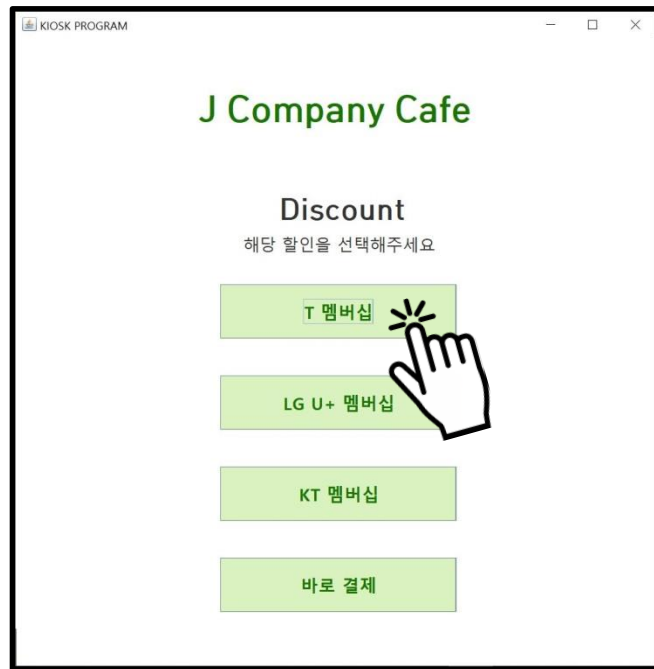 KIOSK PROGRAM
J Company Cafe
Discount
해당 할인을 선택해주세요
T 멤버십
LG U+ 멤버십
KT 멤버십
바로 결제